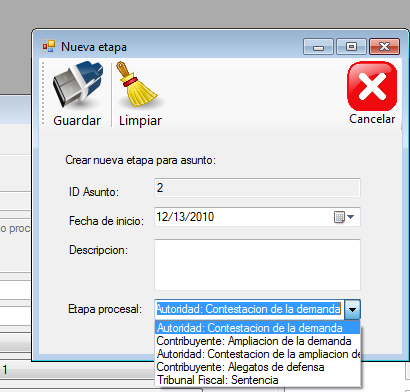 Nueva etapa
Guardar
Limpiar
Cancelar
Crear nueva etapa para asunto:
ID Asunto:
2
o proc
Fecha de inicio:
12/13/2010
Descripcion:
Etapa procesal:
Autoridad: Contestacion de la demanda
Autoridad: Contestacion de la demanda
Contribuyente: Ampliacion de la demanda
Autoridad: Contestacion de la ampliacion de
Contribuyente: Alegatos de defensa
Tribunal Fiscal: Sentencia
1